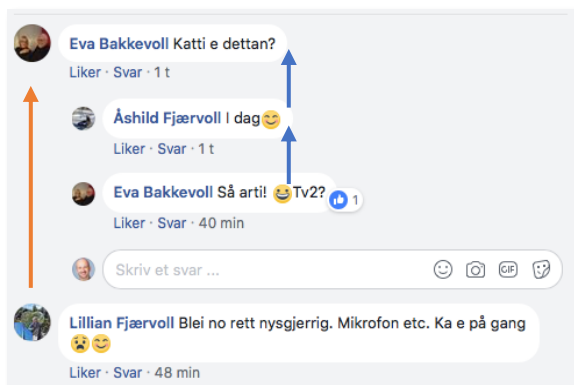 Eva Bakkevoll Katti e dettan?
Liker · Svar · 1 t
Åshild Fjærvoll I dag😊
Liker · Svar · 1 t
Eva Bakkevoll Så arti! 😀Tv2?
1
Liker · Svar · 40 min
Skriv et svar ...
GIF
Lillian Fjærvoll Blei no rett nysgjerrig. Mikrofon etc. Ka e på gang
😧😊
Liker · Svar · 48 min